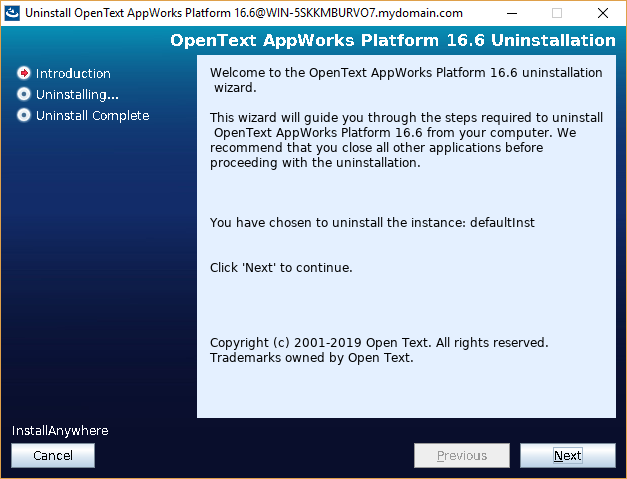 Uninstall OpenText AppWorks Platform 16.6@WIN-5SKKMBURVO7.mydomain.com
OpenText AppWorks Platform 16.6 Uninstallation
Introduction
Uninstalling...
Uninstall Complete
Welcome to the OpenText AppWorks Platform 16.6 uninstallation
wizard.
This wizard will guide you through the steps required to uninstall
OpenText AppWorks Platform 16.6 from your computer. We
recommend that you close all other applications before
proceeding with the uninstallation.
You have chosen to uninstall the instance: defaultInst
Click 'Next' to continue.
Copyright (c) 2001-2019 Open Text. All rights reserved.
Trademarks owned by Open Text.
InstallAnywhere
Cancel
Previous
Next